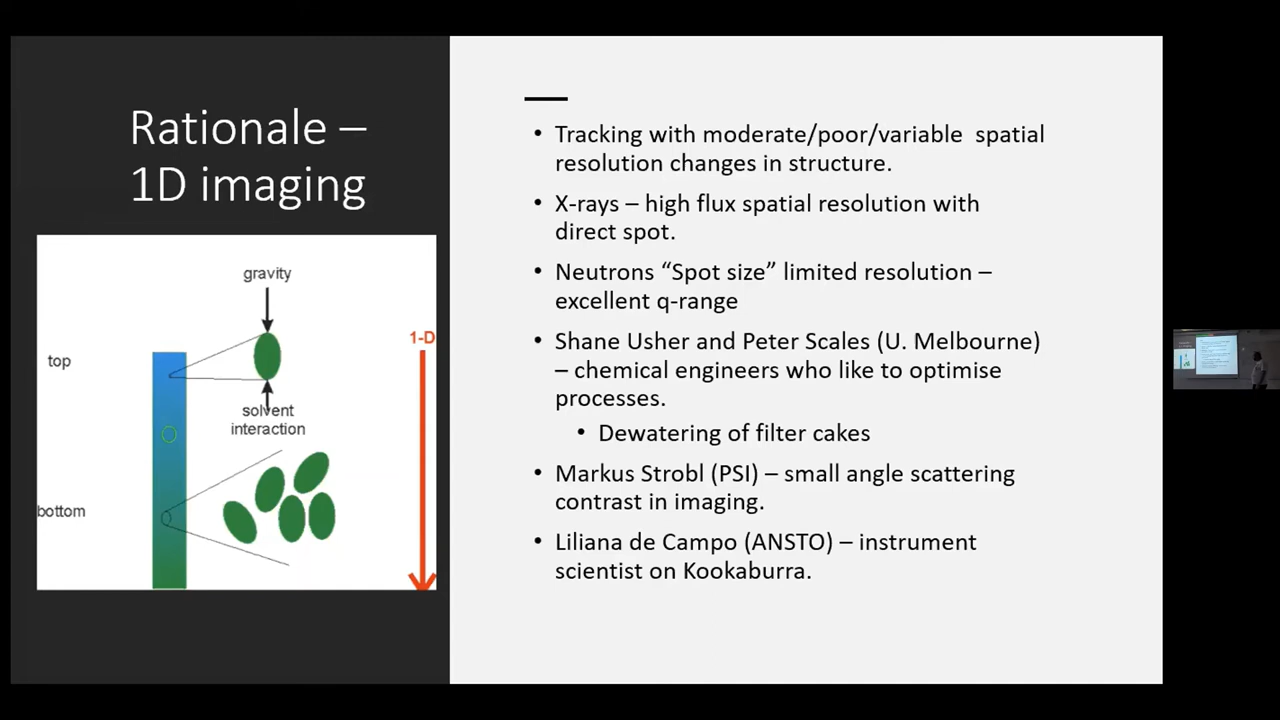 Rationale –
1D imaging
gravity
1-D
top
solvent
interaction
bottom
• Tracking with moderate/poor/variable  spatial
resolution changes in structure.
• X-rays – high flux spatial resolution with
direct spot.
• Neutrons “Spot size” limited resolution –
excellent q-range
• Shane Usher and Peter Scales (U. Melbourne)
– chemical engineers who like to optimise
processes.
• Dewatering of filter cakes
• Markus Strobl (PSI) – small angle scattering
contrast in imaging.
• Liliana de Campo (ANSTO) – instrument
scientist on Kookaburra.